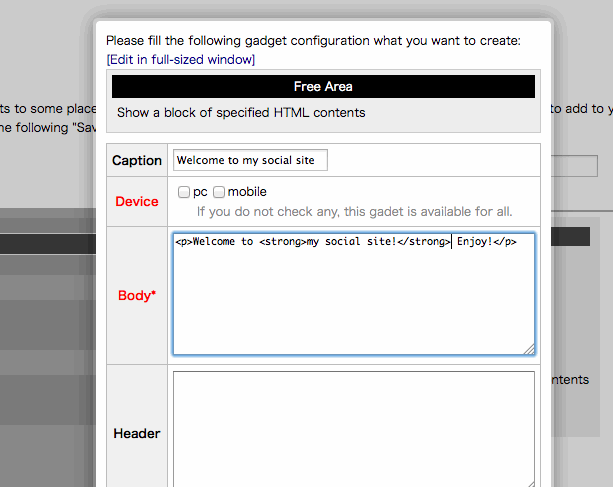 Please fill the following gadget configuration what you want to create:
[Edit in full-sized window]
Free Area
Show a block of specified HTML contents
ts to some place
to add to y
he following "Sav
Caption
Welcome to my social site
Device
pc
mobile
If you do not check any, this gadet is available for all.
Body*
<p>Welcome to <strong>my social site!</strong> Enjoy!</p>
ntents
Header